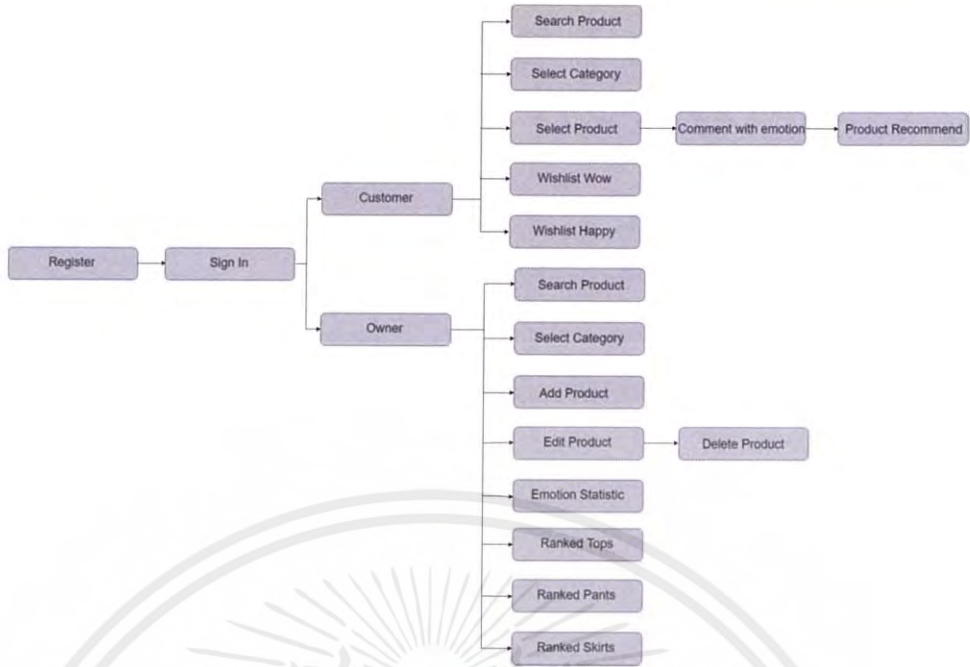 Register
Sign In
Customer
Search Product
Select Category
Select Product
Comment with emotion
Product Recommend
Wishlist Wow
Wishlist Happy
Owner
Search Product
Select Category
Add Product
Edit Product
Delete Product
Emotion Statistic
Ranked Tops
Ranked Pants
Ranked Skirts